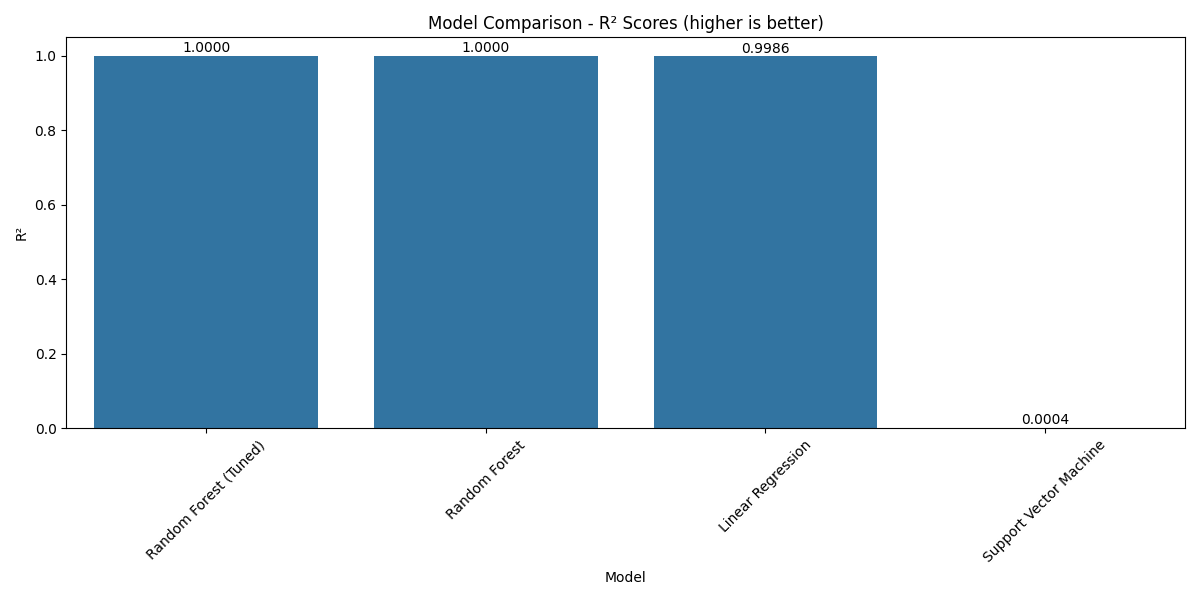 Model Comparison - R² Scores (higher is better)
1.0000
1.0000
0.9986
0.0004
1.0
0.8
0.6
0.4
0.2
0.0
R²
Random Forest (Tuned)
Random Forest
Linear Regression
Support Vector Machine
Model